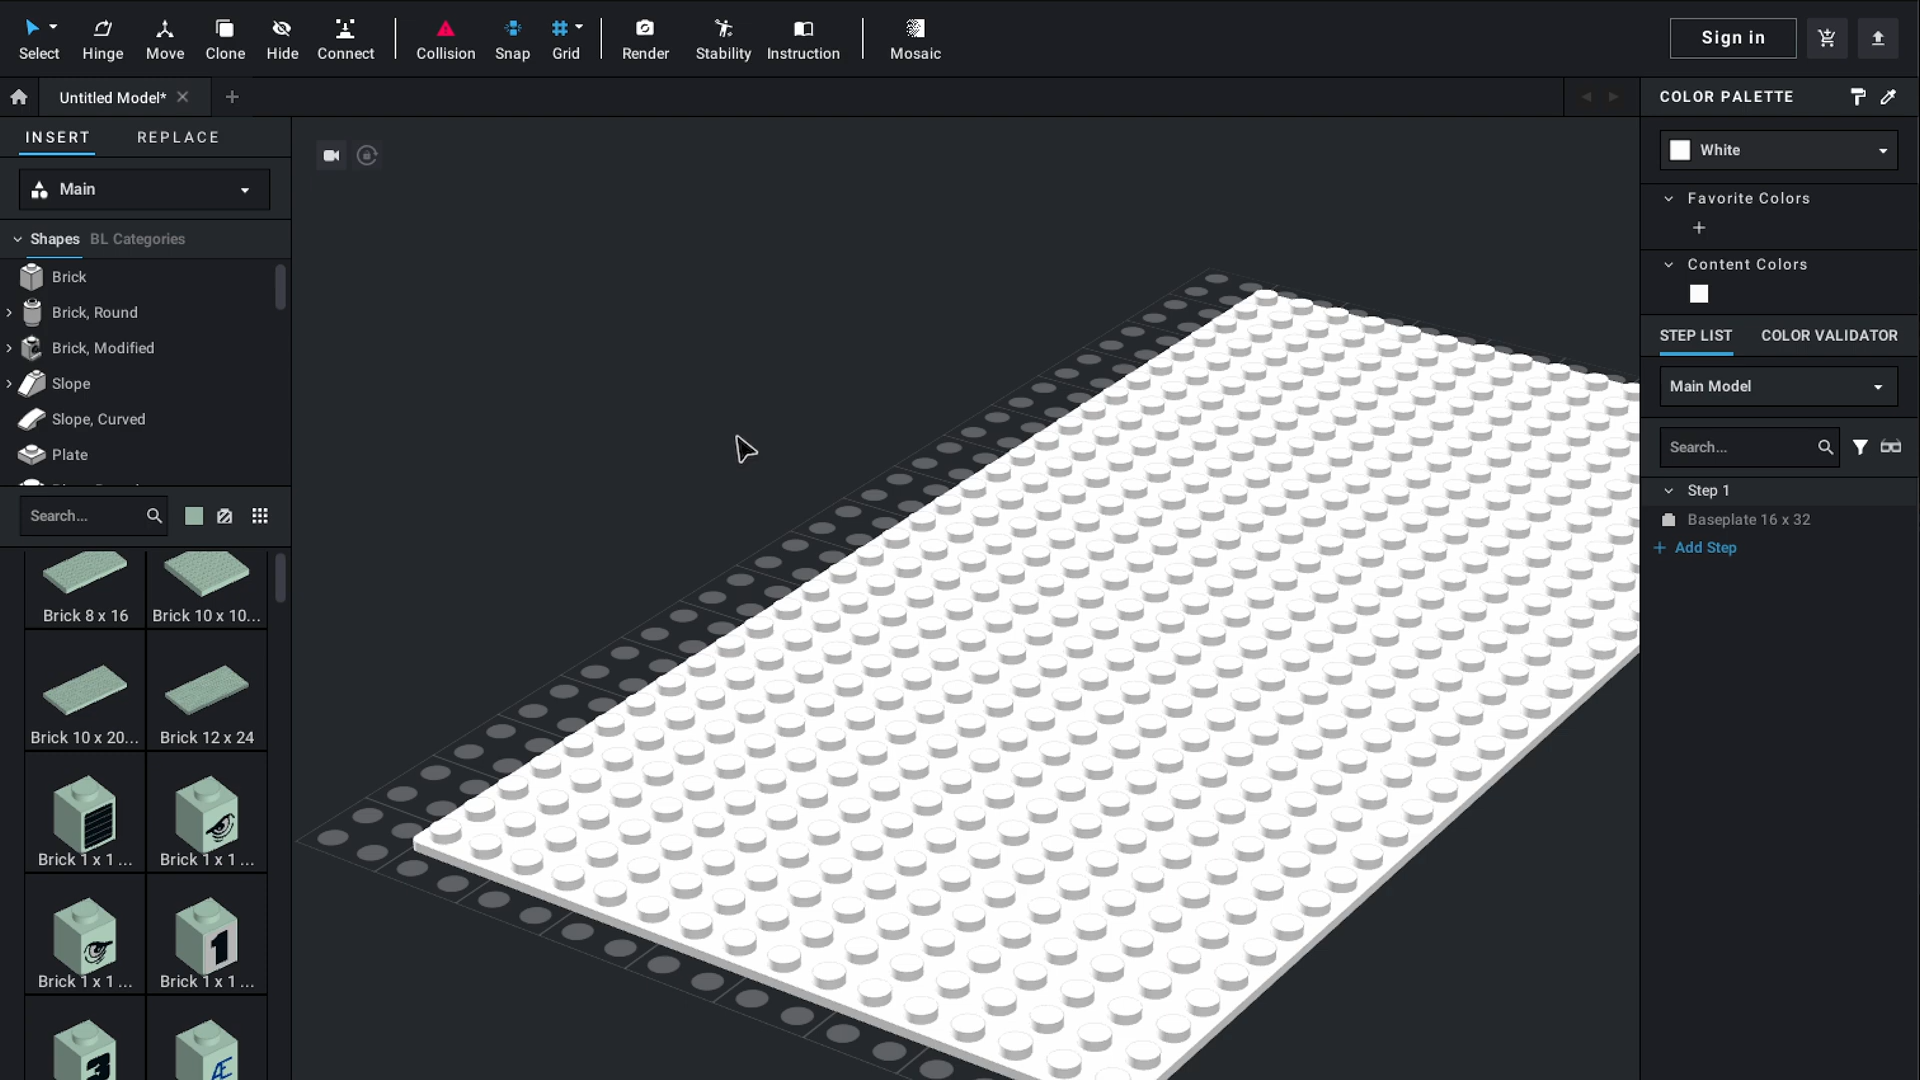 Select Hinge Move Clone Hide Connect Collision Snap Grid Render Stability Instruction Mosaic Sign in
Untitled Model*
INSERT REPLACE
Main
Shapes BL Categories
Brick
Brick, Round
Brick, Modified
Slope
Slope, Curved
Plate
Search...
Brick 8 x 16 Brick 10 x 10...
Brick 10 x 20... Brick 12 x 24
Brick 1 x 1 ... Brick 1 x 1 ...
1
Brick 1 x 1 ... Brick 1 x 1 ...
3 Æ
COLOR PALETTE
White
Favorite Colors
Content Colors
STEP LIST COLOR VALIDATOR
Main Model
Search...
Step 1
Baseplate 16 x 32
Add Step